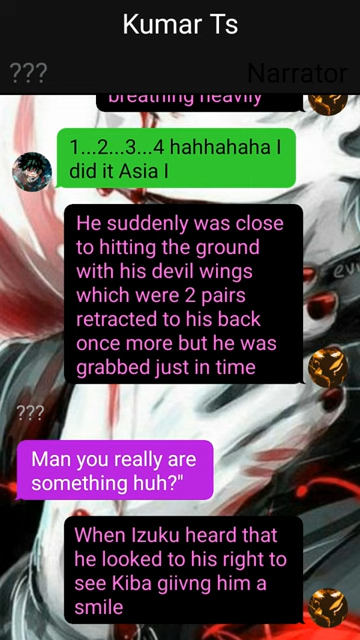 Kumar Ts
???
Narrator
breathing heavily
1...2...3...4 hahhahaha I
did it Asia I
He suddenly was close
to hitting the ground
with his devil wings
which were 2 pairs
retracted to his back
once more but he was
grabbed just in time
???
Man you really are
something huh?"
When Izuku heard that
he looked to his right to
see Kiba giivng him a
smile